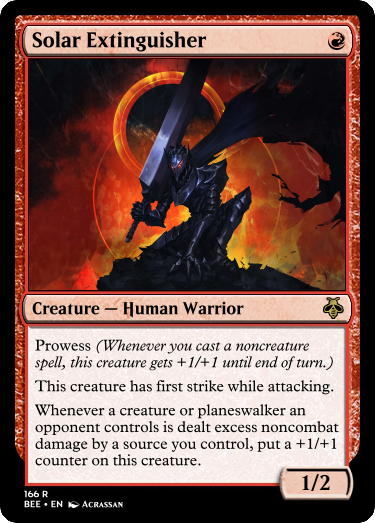 Solar Extinguisher
Creature — Human Warrior
Prowess (Whenever you cast a noncreature
spell, this creature gets +1/+1 until end of turn.)
This creature has first strike while attacking.
Whenever a creature or planeswalker an
opponent controls is dealt excess noncombat
damage by a source you control, put a +1/+1
counter on this creature.
1/2
166 R
BEE • EN Acrassan